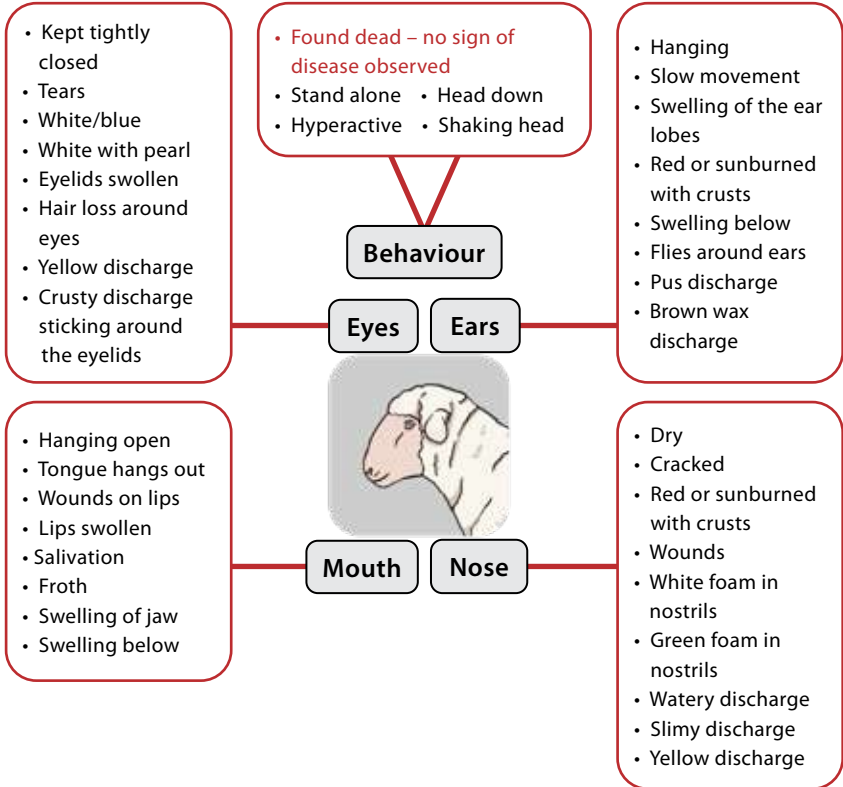 • Kept tightly
closed
• Tears
• White/blue
• White with pearl
• Eyelids swollen
• Hair loss around
eyes
• Yellow discharge
• Crusty discharge
sticking around
the eyelids
• Found dead – no sign of
disease observed
• Stand alone • Head down
• Hyperactive • Shaking head
• Hanging
• Slow movement
• Swelling of the ear
lobes
• Red or sunburned
with crusts
• Swelling below
• Flies around ears
• Pus discharge
• Brown wax
discharge
Behaviour
Eyes
Ears
• Hanging open
• Tongue hangs out
• Wounds on lips
• Lips swollen
• Salivation
• Froth
• Swelling of jaw
• Swelling below
Mouth
Nose
• Dry
• Cracked
• Red or sunburned
with crusts
• Wounds
• White foam in
nostrils
• Green foam in
nostrils
• Watery discharge
• Slimy discharge
• Yellow discharge